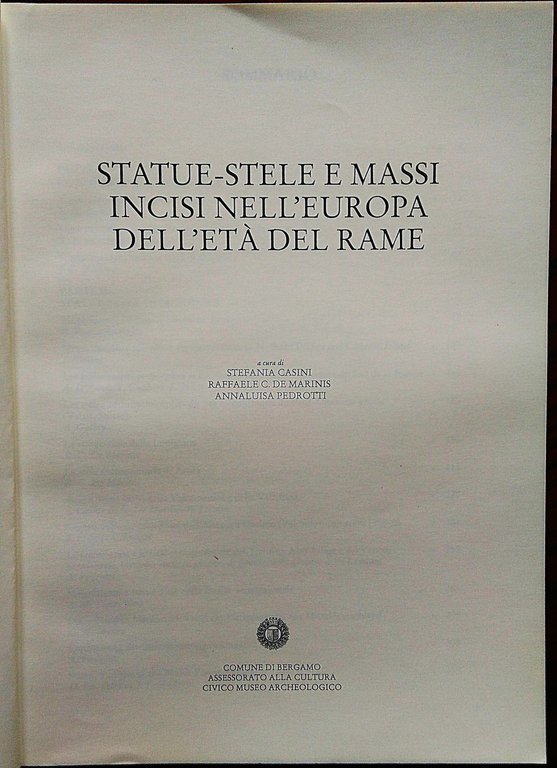 STATUE-STELE E MASSI
INCISI NELL'EUROPA
DELL'ETÀ DEL RAME
a cura di
STEFANIA CASINI
RAFFAELE C. DE MARINIS
ANNALUISA PEDROTTI
COMUNE DI BERGAMO
ASSESSORATO ALLA CULTURA
CIVICO MUSEO ARCHEOLOGICO